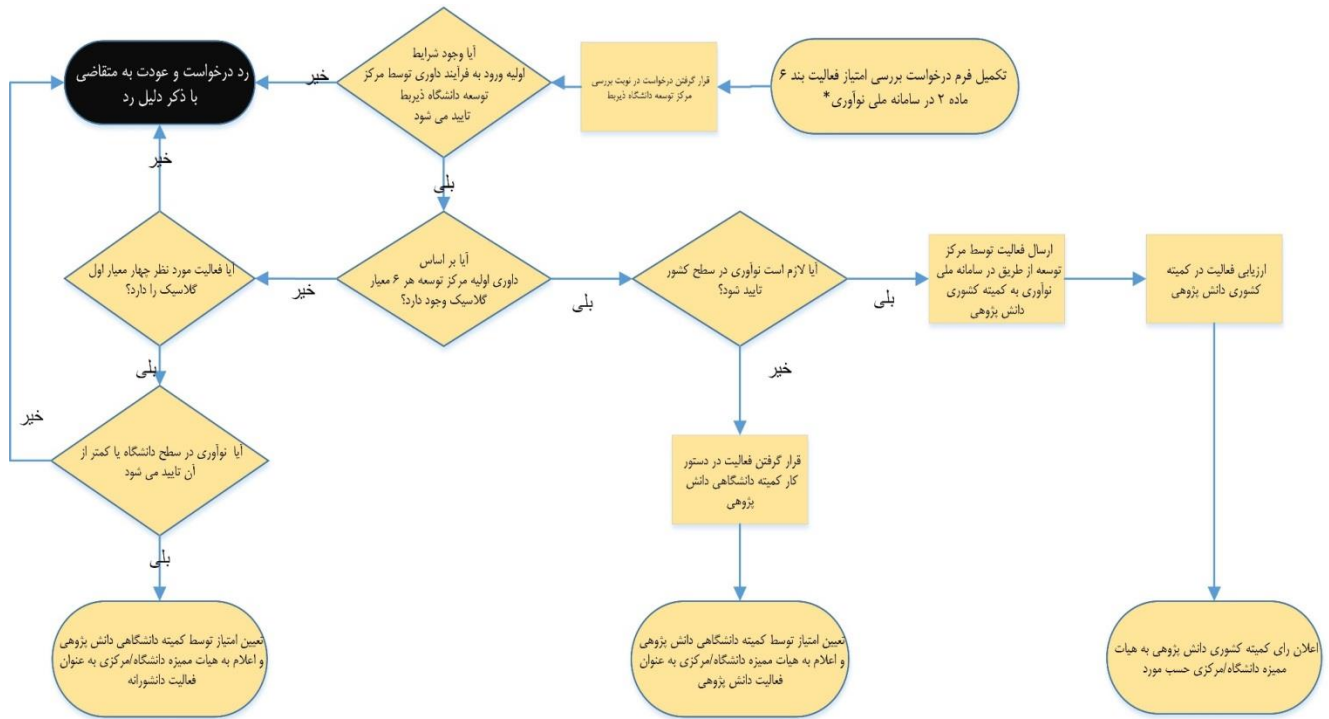 تکمیل فرم درخواست بررسی امتیاز فعالیت بند ۶
ماده ۲ در سامانه ملی نوآوری*
قرار گرفتن درخواست در نوبت بررسی
مرکز توسعه دانشگاه ذیربط
آیا وجود شرایط
اولیه ورود به فرآیند داوری توسط مرکز
توسعه دانشگاه ذیربط
تایید می شود
خیر
رد درخواست و عودت به متقاضی
با ذکر دلیل رد
خیر
بلی
آیا فعالیت مورد نظر چهار معیار اول
گلاسیک را دارد؟
خیر
آیا بر اساس
داوری اولیه مرکز توسعه هر ۶ معیار
گلاسیک وجود دارد؟
بلی
آیا لازم است نوآوری در سطح کشور
تایید شود؟
بلی
ارسال فعالیت توسط مرکز
توسعه از طریق در سامانه ملی
نوآوری به کمیته کشوری
دانش پژوهی
ارزیابی فعالیت در کمیته
کشوری دانش پژوهی
بلی
خیر
خیر
آیا نوآوری در سطح دانشگاه یا کمتر از
آن تایید می شود
قرار گرفتن فعالیت در دستور
کار کمیته دانشگاهی دانش
پژوهی
بلی
تعیین امتیاز توسط کمیته دانشگاهی دانش پژوهی
و اعلام به هیات ممیزه دانشگاه/مرکزی به عنوان
فعالیت دانشورانه
تعیین امتیاز توسط کمیته دانشگاهی دانش پژوهی
و اعلام به هیات ممیزه دانشگاه/مرکزی به عنوان
فعالیت دانش پژوهی
اعلان رای کمیته کشوری دانش پژوهی به هیات
ممیزه دانشگاه/مرکزی حسب مورد